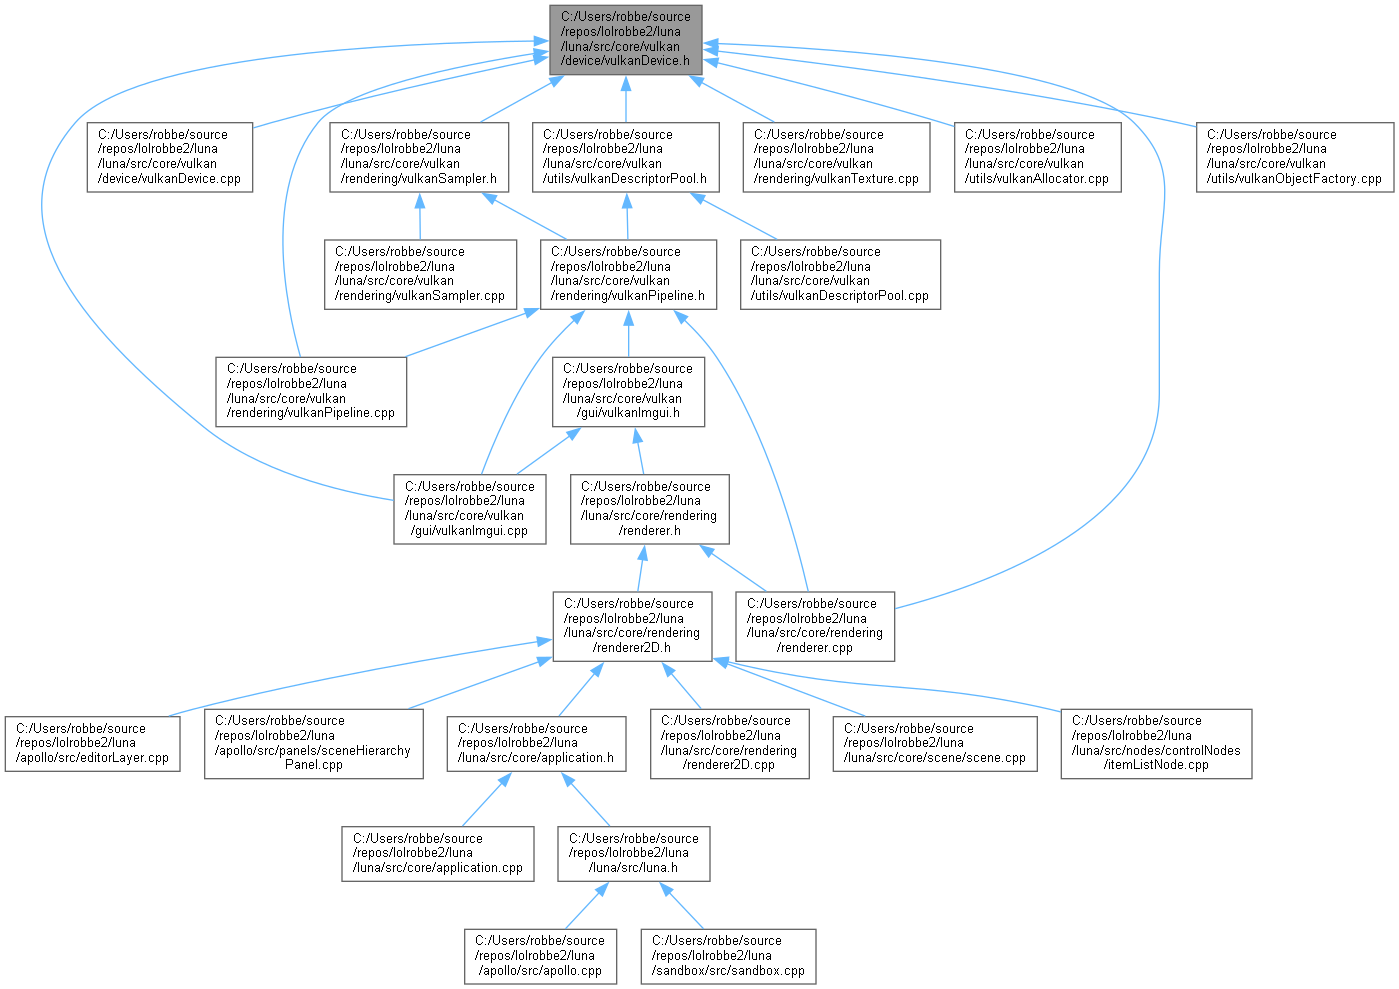 C:/Users/robbe/source
/repos/lolrobbe2/luna
/luna/src/core/vulkan
/device/vulkanDevice.h
C:/Users/robbe/source
/repos/lolrobbe2/luna
/luna/src/core/vulkan
/device/vulkanDevice.cpp
C:/Users/robbe/source
/repos/lolrobbe2/luna
/luna/src/core/vulkan
/rendering/vulkanSampler.h
C:/Users/robbe/source
/repos/lolrobbe2/luna
/luna/src/core/vulkan
/utils/vulkanDescriptorPool.h
C:/Users/robbe/source
/repos/lolrobbe2/luna
/luna/src/core/vulkan
/rendering/vulkanTexture.cpp
C:/Users/robbe/source
/repos/lolrobbe2/luna
/luna/src/core/vulkan
/utils/vulkanAllocator.cpp
C:/Users/robbe/source
/repos/lolrobbe2/luna
/luna/src/core/vulkan
/utils/vulkanObjectFactory.cpp
C:/Users/robbe/source
/repos/lolrobbe2/luna
/luna/src/core/vulkan
/rendering/vulkanSampler.cpp
C:/Users/robbe/source
/repos/lolrobbe2/luna
/luna/src/core/vulkan
/rendering/vulkanPipeline.h
C:/Users/robbe/source
/repos/lolrobbe2/luna
/luna/src/core/vulkan
/utils/vulkanDescriptorPool.cpp
C:/Users/robbe/source
/repos/lolrobbe2/luna
/luna/src/core/vulkan
/rendering/vulkanPipeline.cpp
C:/Users/robbe/source
/repos/lolrobbe2/luna
/luna/src/core/vulkan
/gui/vulkanImgui.h
C:/Users/robbe/source
/repos/lolrobbe2/luna
/luna/src/core/vulkan
/gui/vulkanImgui.cpp
C:/Users/robbe/source
/repos/lolrobbe2/luna
/luna/src/core/rendering
/renderer.h
C:/Users/robbe/source
/repos/lolrobbe2/luna
/luna/src/core/rendering
/renderer2D.h
C:/Users/robbe/source
/repos/lolrobbe2/luna
/luna/src/core/rendering
/renderer.cpp
C:/Users/robbe/source
/repos/lolrobbe2/luna
/apollo/src/editorLayer.cpp
C:/Users/robbe/source
/repos/lolrobbe2/luna
/apollo/src/panels/sceneHierarchy
Panel.cpp
C:/Users/robbe/source
/repos/lolrobbe2/luna
/luna/src/core/application.h
C:/Users/robbe/source
/repos/lolrobbe2/luna
/luna/src/core/rendering
/renderer2D.cpp
C:/Users/robbe/source
/repos/lolrobbe2/luna
/luna/src/core/scene/scene.cpp
C:/Users/robbe/source
/repos/lolrobbe2/luna
/luna/src/nodes/controlNodes
/itemListNode.cpp
C:/Users/robbe/source
/repos/lolrobbe2/luna
/luna/src/core/application.cpp
C:/Users/robbe/source
/repos/lolrobbe2/luna
/luna/src/luna.h
C:/Users/robbe/source
/repos/lolrobbe2/luna
/apollo/src/apollo.cpp
C:/Users/robbe/source
/repos/lolrobbe2/luna
/sandbox/src/sandbox.cpp